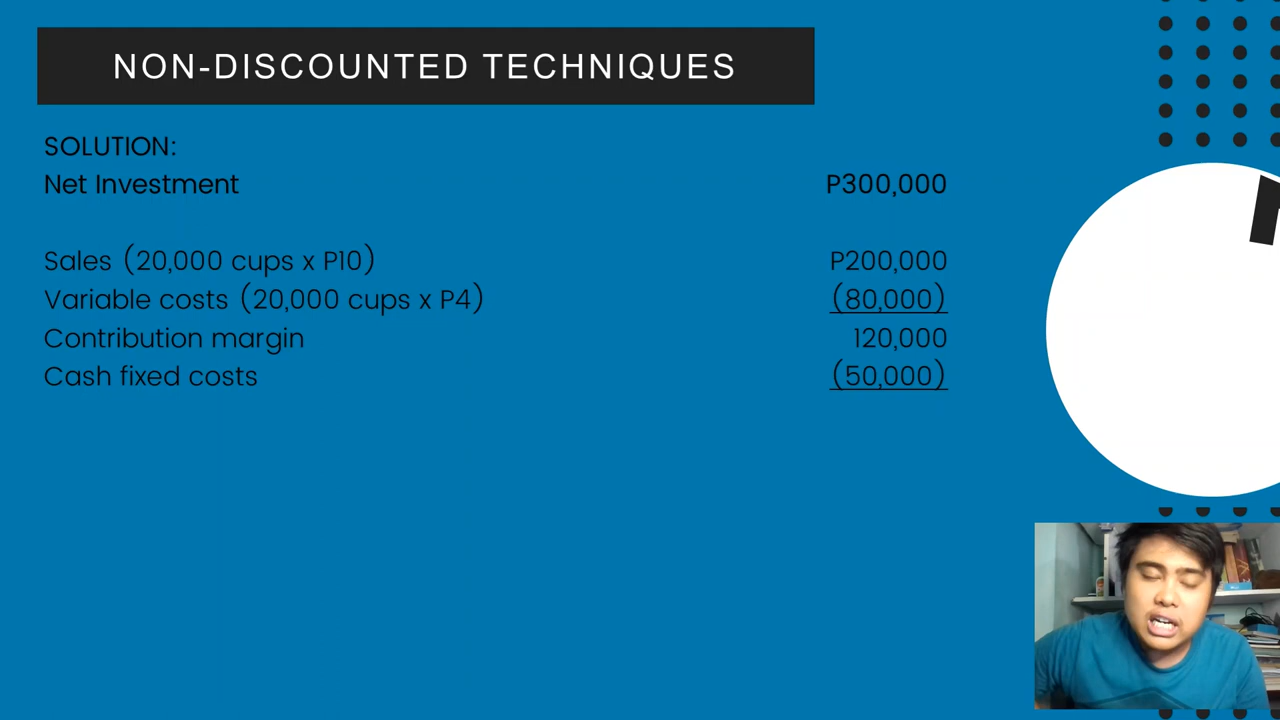 NON-DISCOUNTED TECHNIQUES
SOLUTION:
Net Investment P300,000
Sales (20,000 cups x P10) P200,000
Variable costs (20,000 cups x P4) (80,000)
Contribution margin 120,000
Cash fixed costs (50,000)